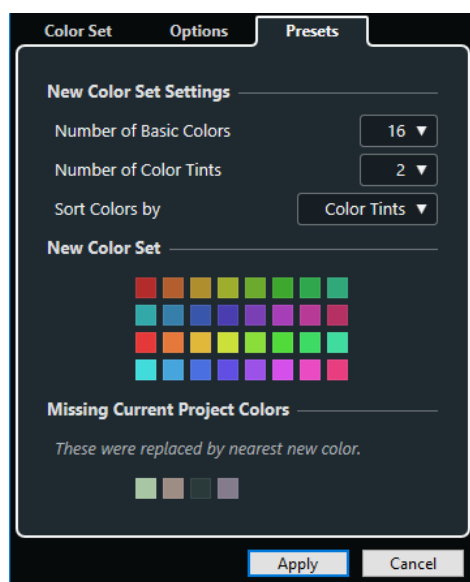 Color Set Options Presets
New Color Set Settings
Number of Basic Colors 16
Number of Color Tints 2
Sort Colors by Color Tints
New Color Set
Missing Current Project Colors
These were replaced by nearest new color.
Apply Cancel